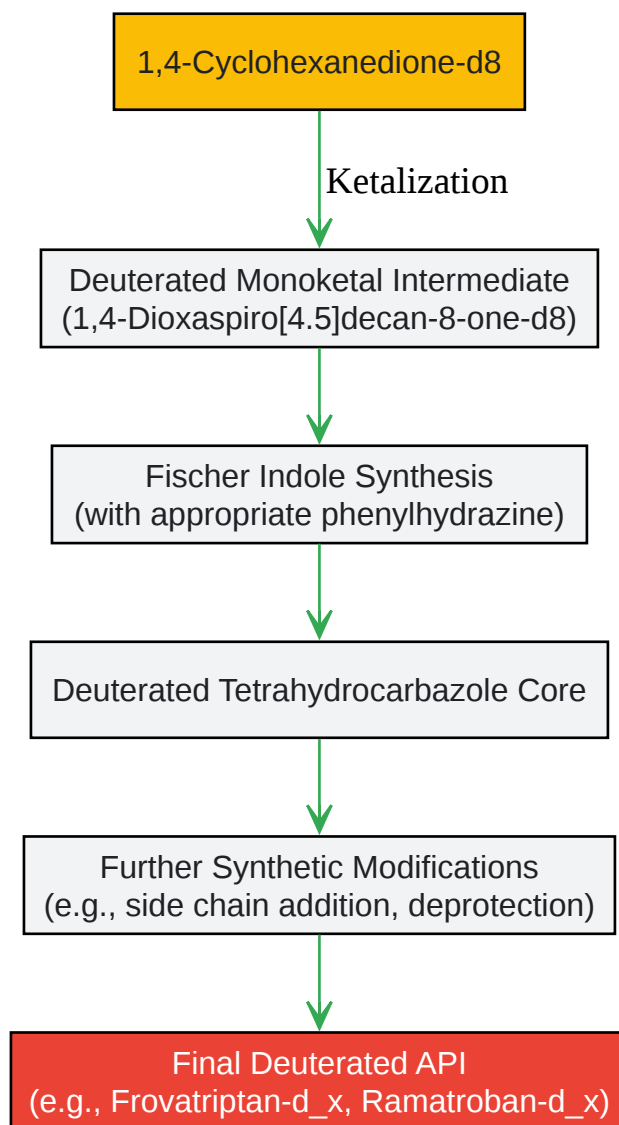 1,4-Cyclohexanedione-d8
Ketalization
Deuterated Monoketal Intermediate
(1,4-Dioxaspiro[4.5]decan-8-one-d8)
Fischer Indole Synthesis
(with appropriate phenylhydrazine)
Deuterated Tetrahydrocarbazole Core
Further Synthetic Modifications
(e.g., side chain addition, deprotection)
Final Deuterated API
(e.g., Frovatriptan-d_x, Ramatroban-d_x)